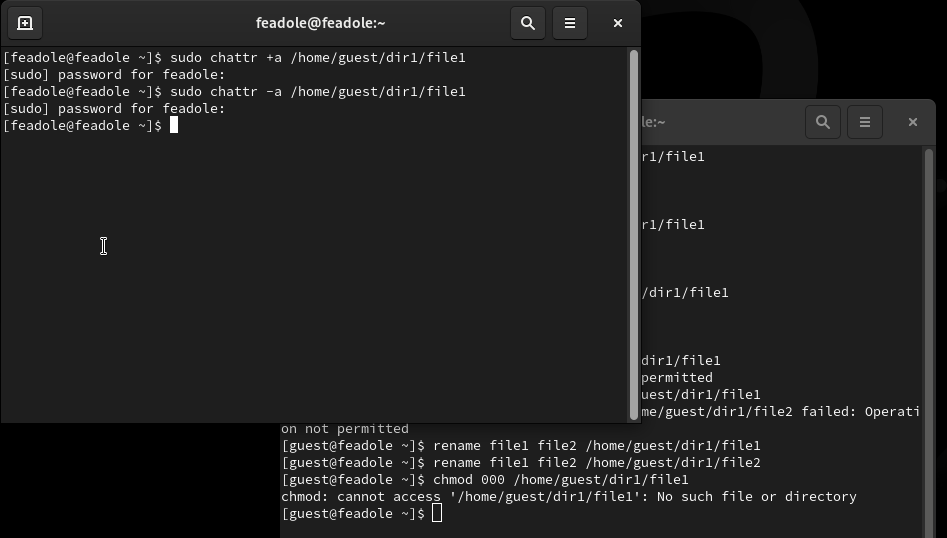 feadole@feadole:~
[feadole@feadole ~]$ sudo chattr +a /home/guest/dir1/file1
[sudo] password for feadole:
[feadole@feadole ~]$ sudo chattr -a /home/guest/dir1/file1
[sudo] password for feadole:
[feadole@feadole ~]$
le:~
r1/file1
r1/file1
/dir1/file1
dir1/file1
permitted
uest/dir1/file1
me/guest/dir1/file2 failed: Operati
on not permitted
[guest@feadole ~]$ rename file1 file2 /home/guest/dir1/file1
[guest@feadole ~]$ rename file1 file2 /home/guest/dir1/file2
[guest@feadole ~]$ chmod 000 /home/guest/dir1/file1
chmod: cannot access '/home/guest/dir1/file1': No such file or directory
[guest@feadole ~]$